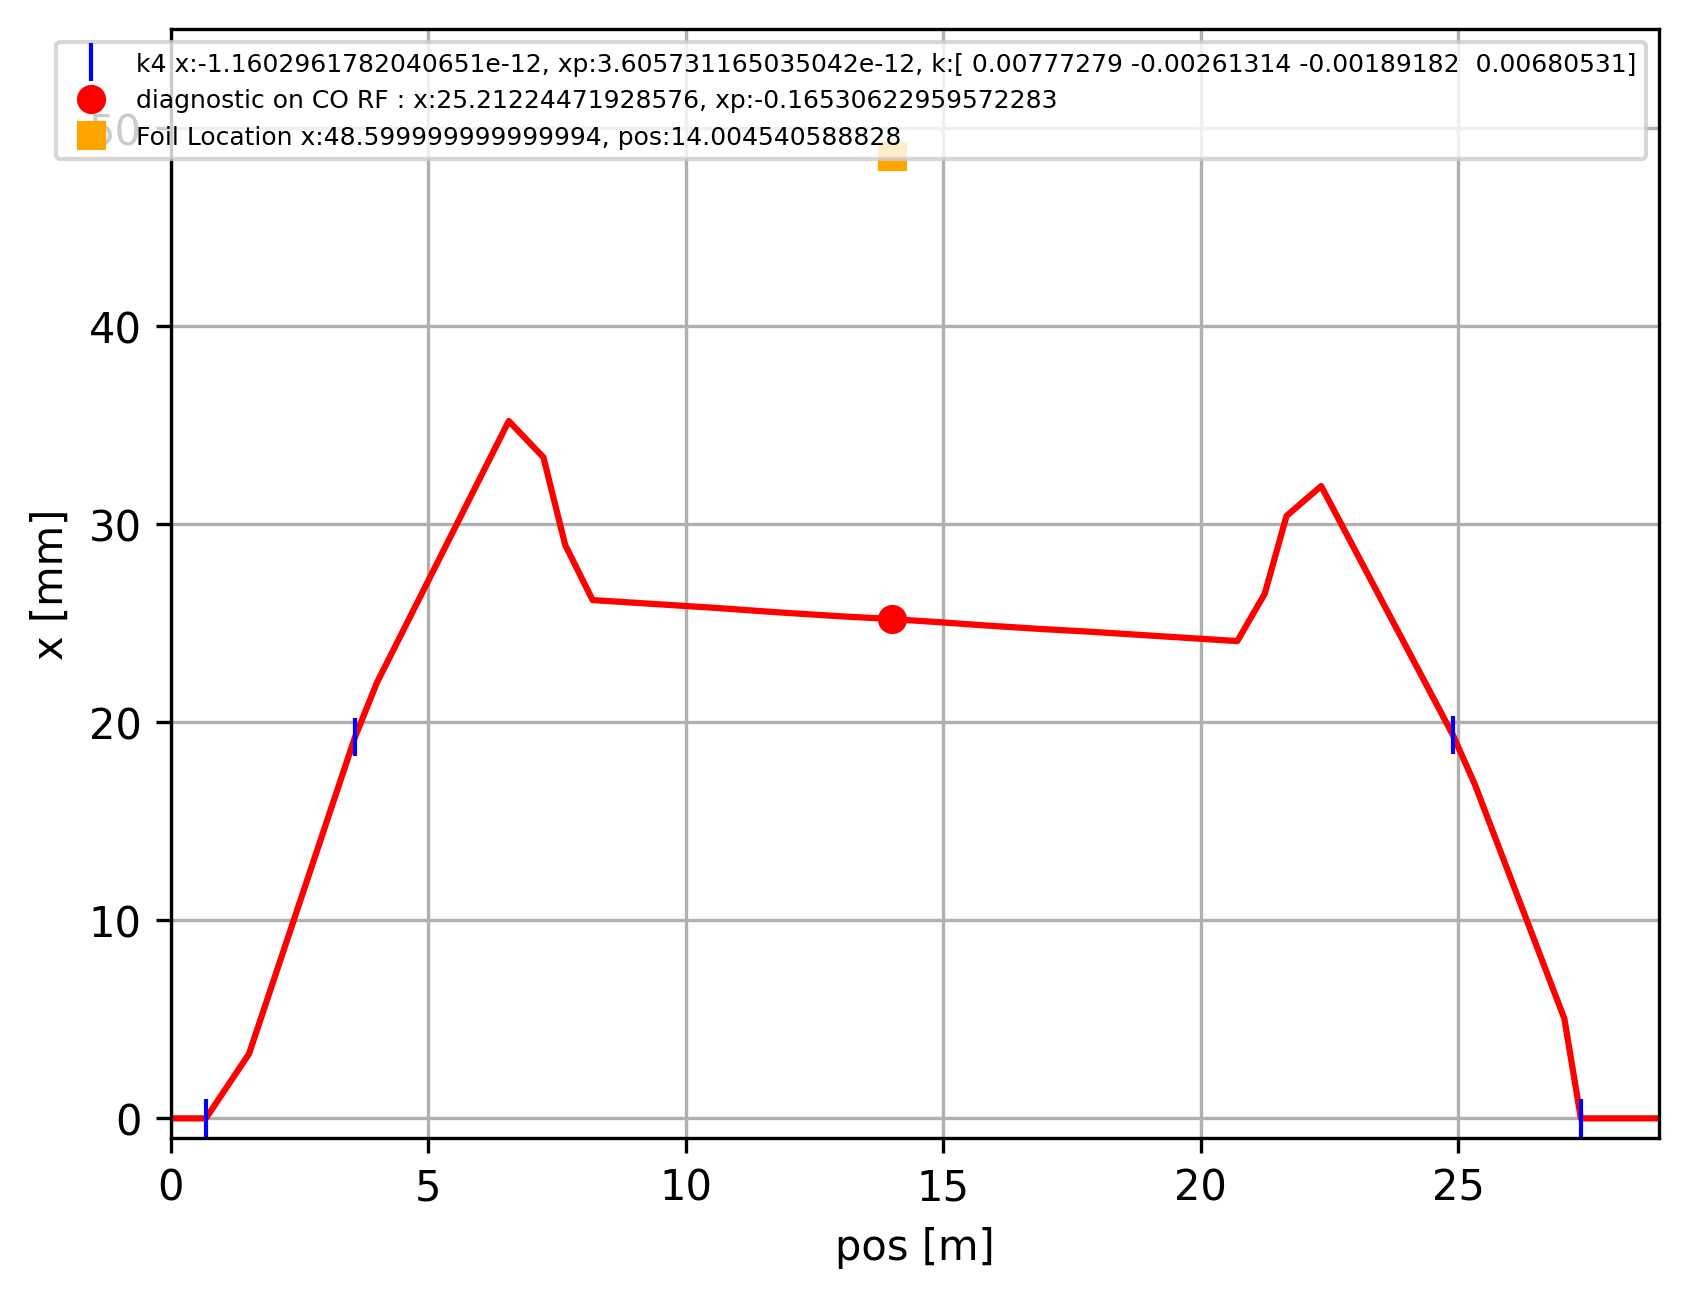 k4 x:-1.1602961782040651e-12, xp:3.605731165035042e-12, k:[ 0.00777279 -0.00261314 -0.00189182  0.00680531]
diagnostic on CO RF : x:25.21224471928576, xp:-0.16530622959572283
Foil Location x:48.599999999999994, pos:14.004540588828
50
40
30
20
10
0
x [mm]
0 5 10 15 20 25
pos [m]